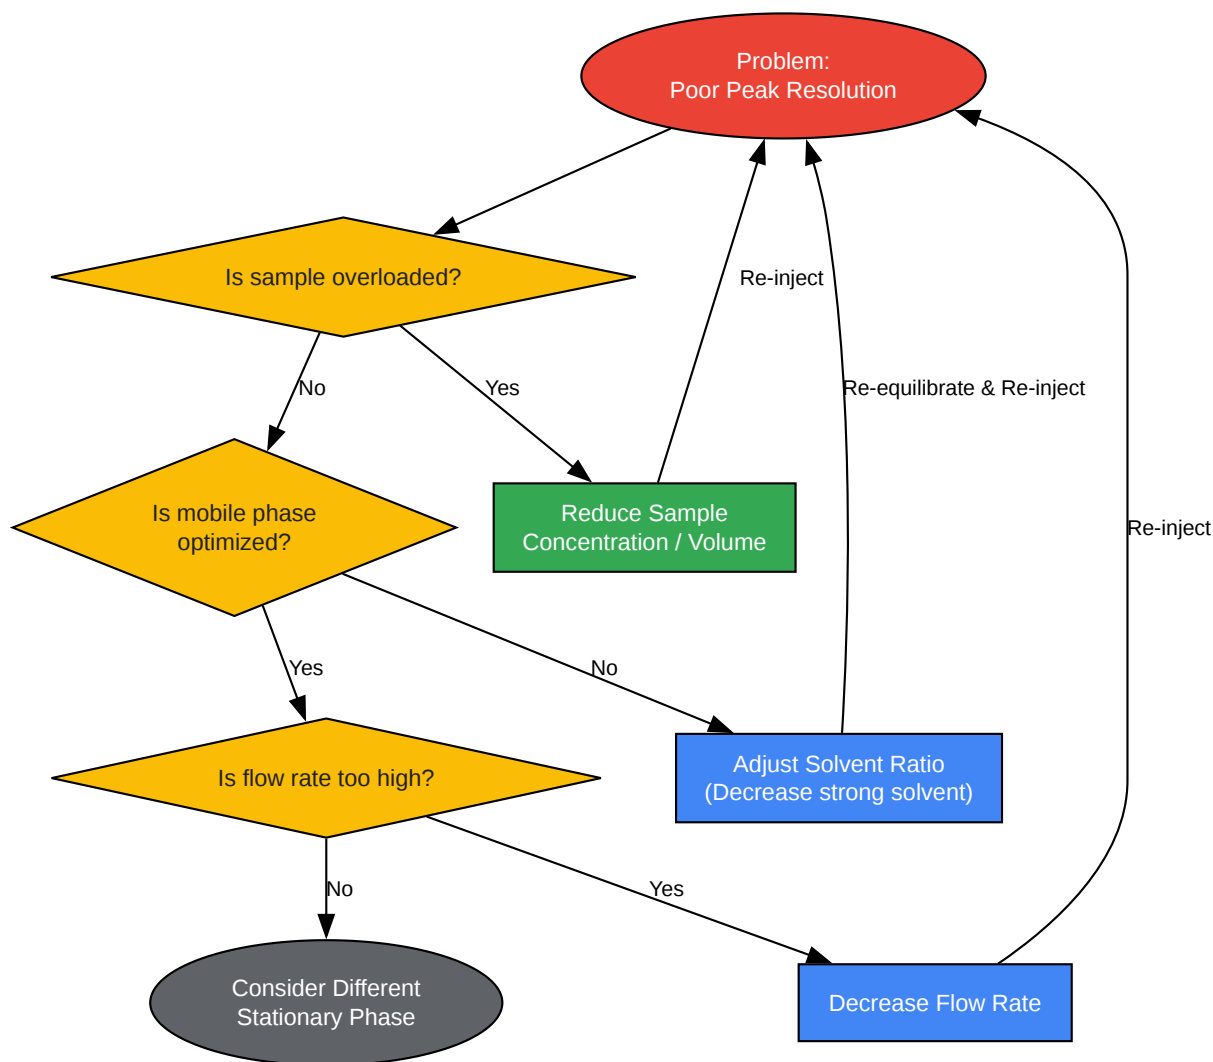 Problem:
Poor Peak Resolution
Is sample overloaded?
Re-inject
No
Yes
Re-equilibrate & Re-inject
Is mobile phase
optimized?
Reduce Sample
Concentration / Volume
Re-inject
Yes
No
Is flow rate too high?
Adjust Solvent Ratio
(Decrease strong solvent)
No
Yes
Consider Different
Stationary Phase
Decrease Flow Rate